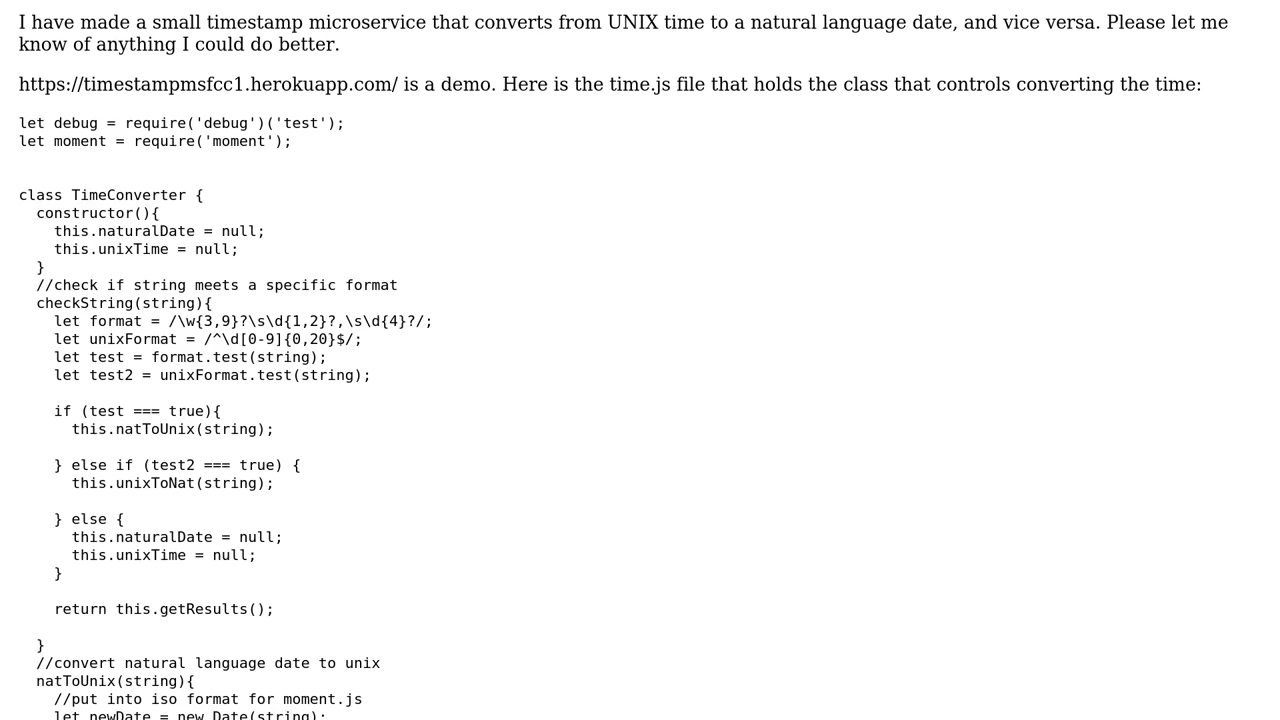 I have made a small timestamp microservice that converts from UNIX time to a natural language date, and vice versa. Please let me
know of anything I could do better.
https://timestampmsfcc1.herokuapp.com/ is a demo. Here is the time.js file that holds the class that controls converting the time:
let debug = require('debug')('test');
let moment = require('moment');
class TimeConverter {
  constructor(){
    this.naturalDate = null;
    this.unixTime = null;
  }
  //check if string meets a specific format
  checkString(string){
    let format = /\w{3,9}?\s\d{1,2}?,\s\d{4}?/;
    let unixFormat = /^\d[0-9]{0,20}$/;
    let test = format.test(string);
    let test2 = unixFormat.test(string);
    if (test === true){
      this.natToUnix(string);
    } else if (test2 === true) {
      this.unixToNat(string);
    } else {
      this.naturalDate = null;
      this.unixTime = null;
    }
    return this.getResults();
  }
  //convert natural language date to unix
  natToUnix(string){
    //put into iso format for moment.js
    let newDate = new Date(string);